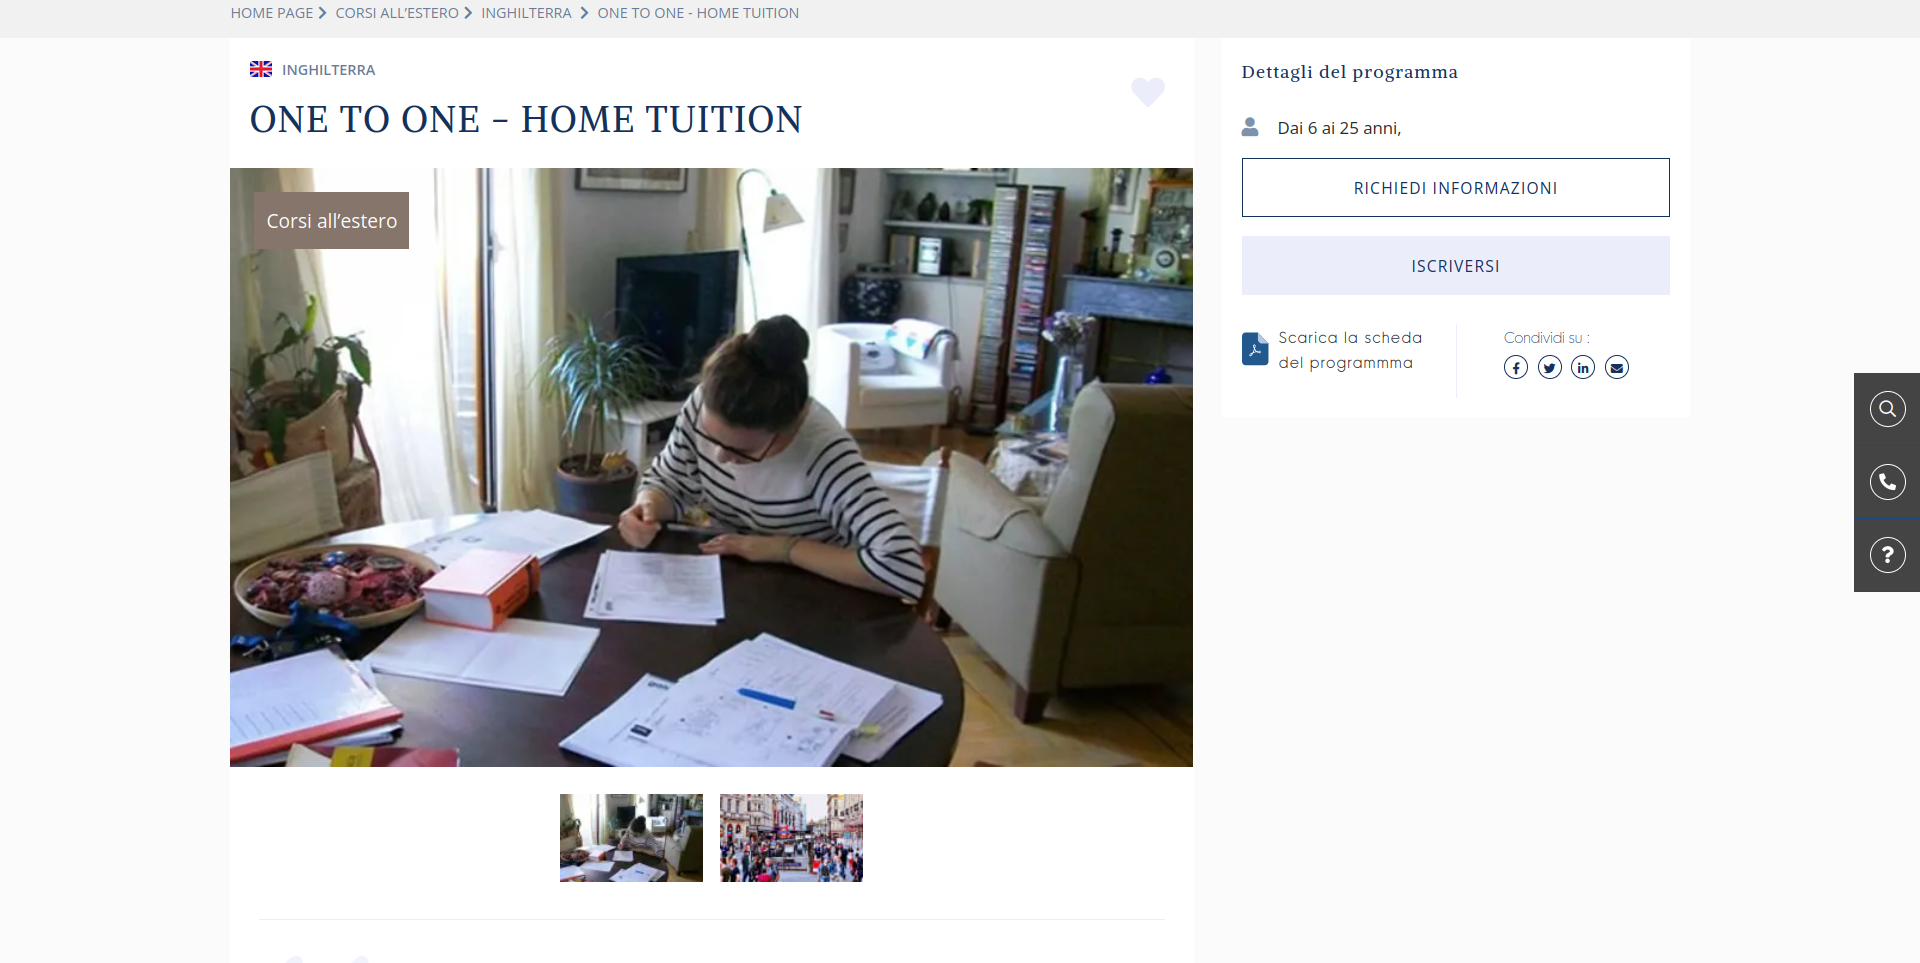 HOME PAGE CORSI ALL'ESTERO INGHILTERRA ONE TO ONE - HOME TUITION
INGHILTERRA
ONE TO ONE – HOME TUITION
Corsi all'estero
Dettagli del programma
Dai 6 ai 25 anni,
RICHIEDI INFORMAZIONI
ISCRIVERSI
Scarica la scheda
del programmma
Condividi su :